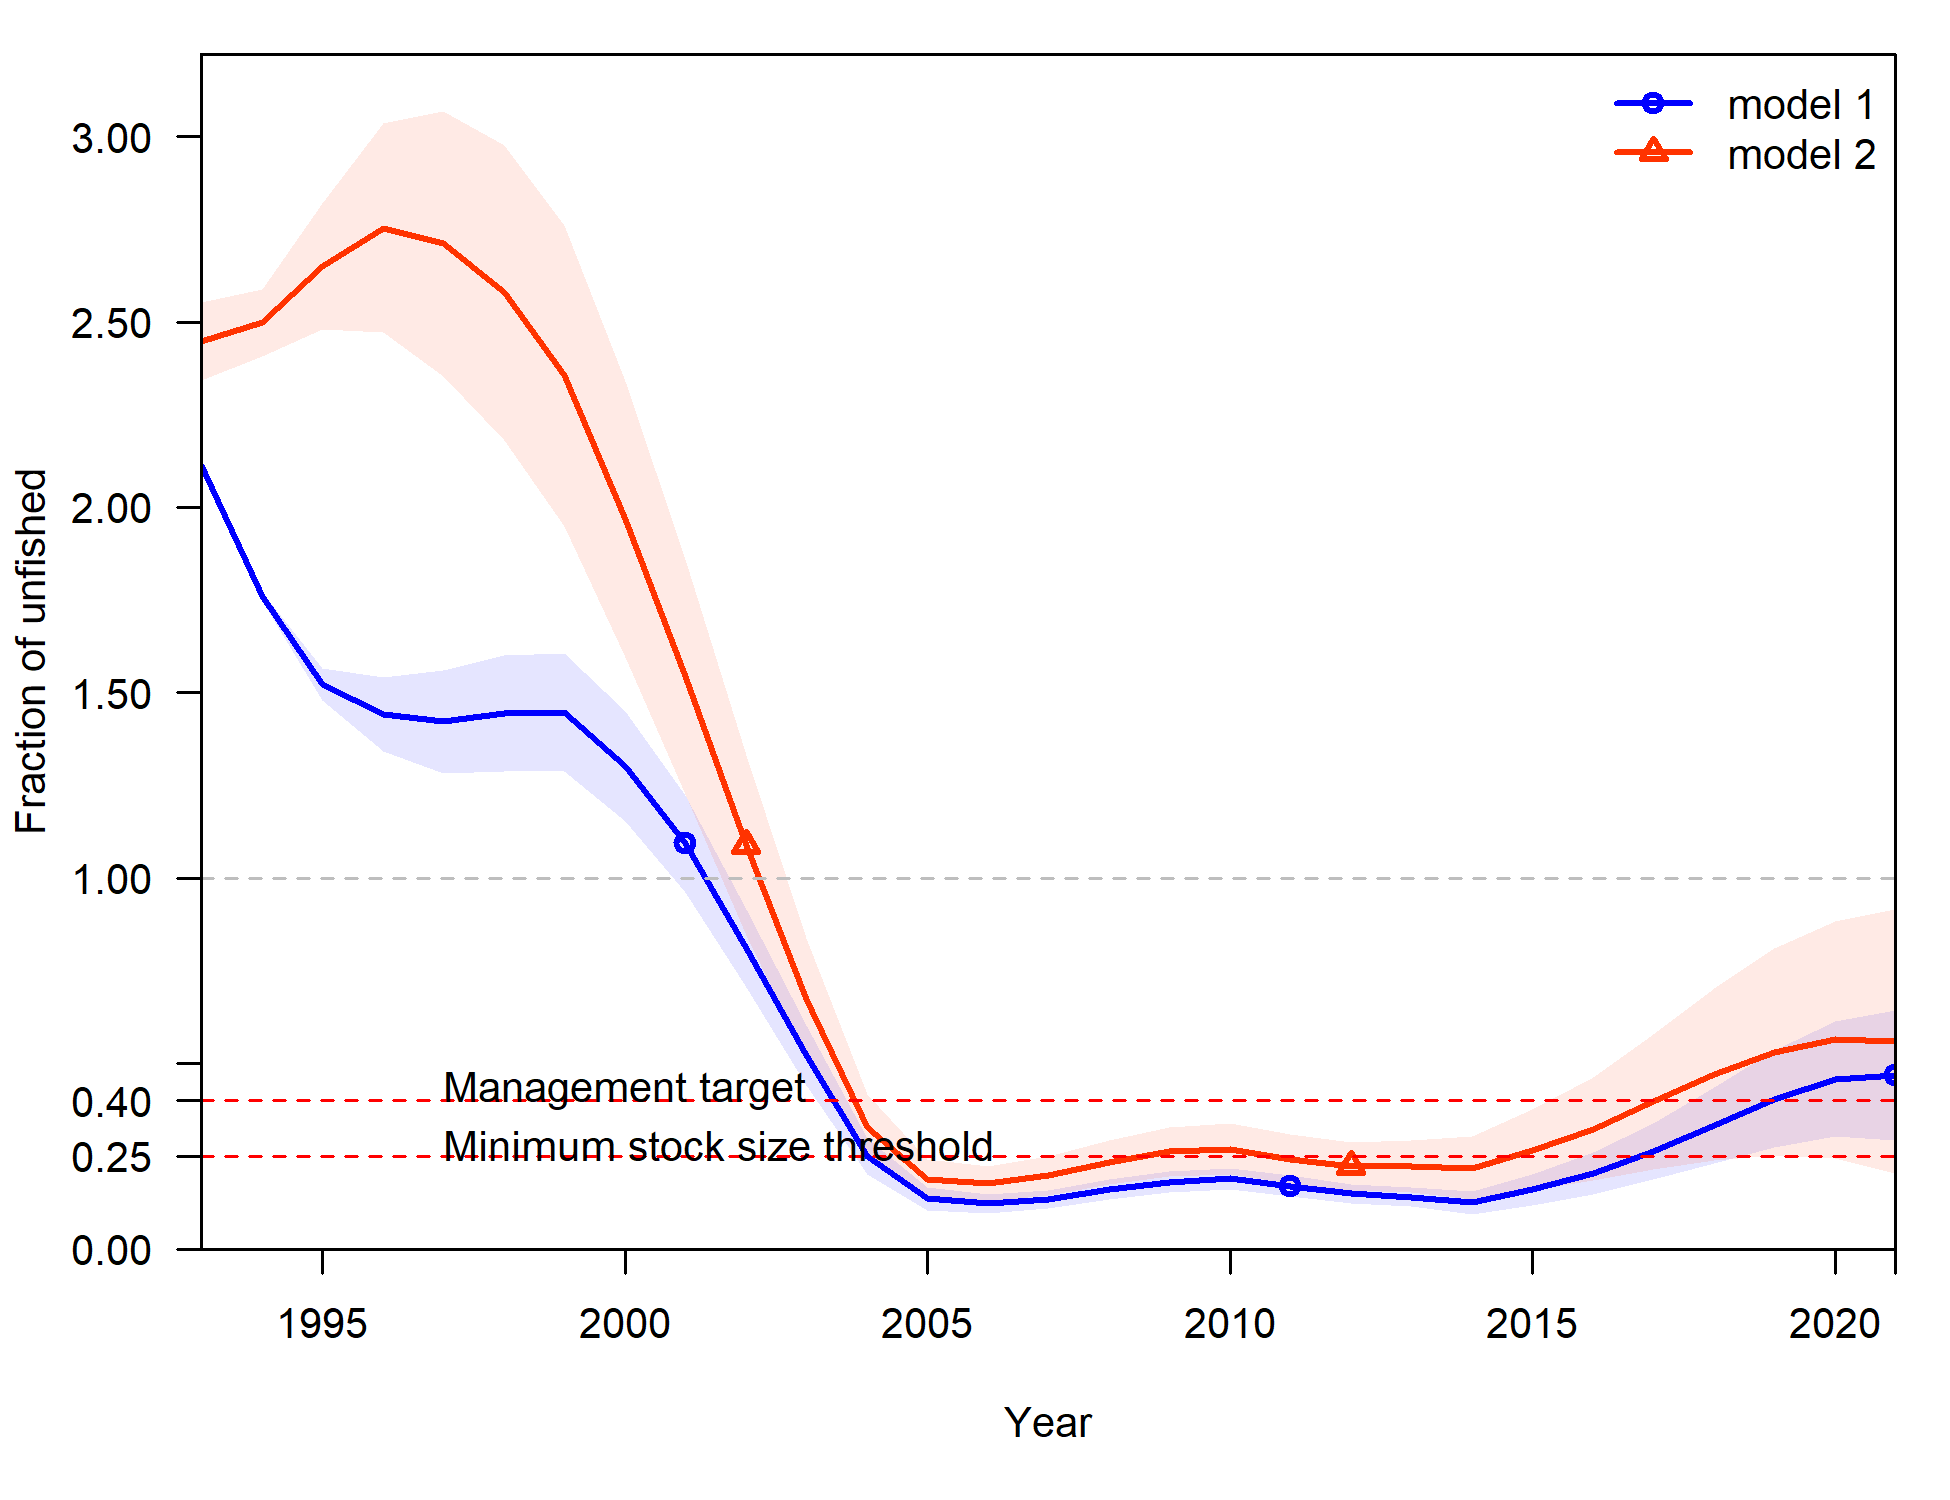 model 1
model 2
3.00
2.50
2.00
1.50
1.00
0.40
0.25
0.00
Fraction of unfished
Management target
Minimum stock size threshold
1995
2000
2005
2010
2015
2020
Year